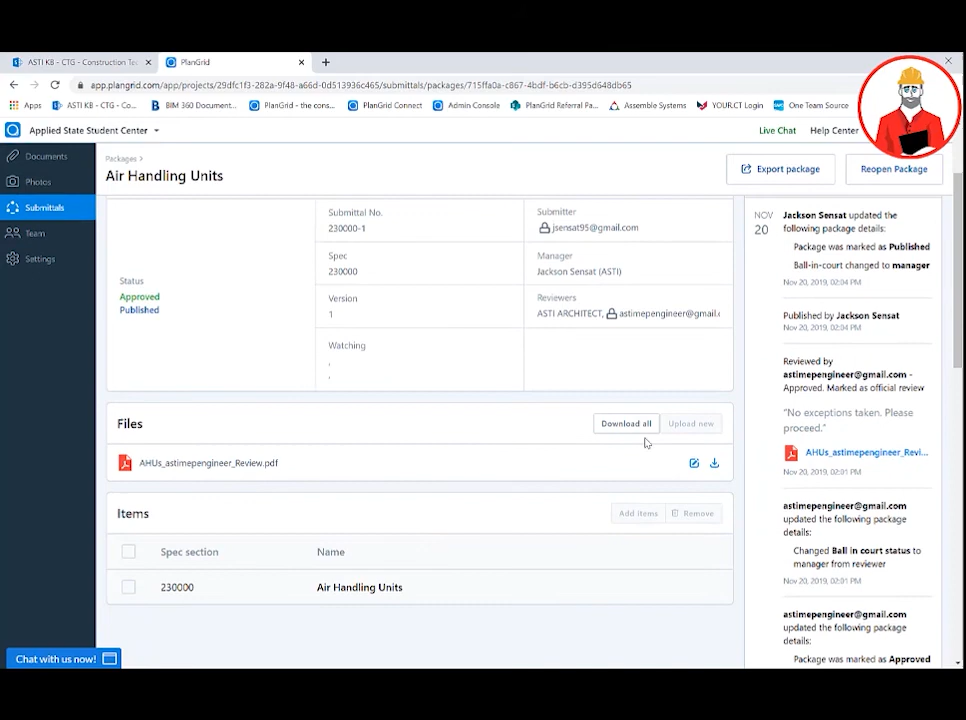 ASTI KB - CTG - Construction Te
PlanGrid
app.plangrid.com/app/projects/29dfc1f3-282a-9f48-a66d-0d513936c465/submittals/packages/715ffa0a-c867-4bdf-b6cb-d395d648db65
Apps
ASTI KB - CTG - Co...
BIM 360 Document...
PlanGrid - the cons...
PlanGrid Connect
Admin Console
PlanGrid Referral Pa...
Assemble Systems
YOUR.CT Login
One Team Source
Applied State Student Center
Live Chat
Help Center
Documents
Photos
Submittals
Team
Settings
Packages
Air Handling Units
Export package
Reopen Package
Status
Approved
Published
Submittal No.
230000-1
Spec
230000
Version
1
Watching
,
,
Submitter
jsensat95@gmail.com
Manager
Jackson Sensat (ASTI)
Reviewers
ASTI ARCHITECT, astimepengineer@gmail.c
Files
Download all
Upload new
AHUs_astimepengineer_Review.pdf
Items
Add items
Remove
Spec section
Name
230000
Air Handling Units
NOV
20
Jackson Sensat updated the
following package details:
Package was marked as Published
Ball-in-court changed to manager
Nov 20, 2019, 02:04 PM
Published by Jackson Sensat
Nov 20, 2019, 02:04 PM
Reviewed by
astimepengineer@gmail.com -
Approved. Marked as official review
"No exceptions taken. Please
proceed."
AHUs_astimepengineer_Revi...
Nov 20, 2019, 02:01 PM
astimepengineer@gmail.com
updated the following package
details:
Changed Ball in court status to
manager from reviewer
Nov 20, 2019, 02:01 PM
astimepengineer@gmail.com
updated the following package
details:
Package was marked as Approved
Chat with us now!